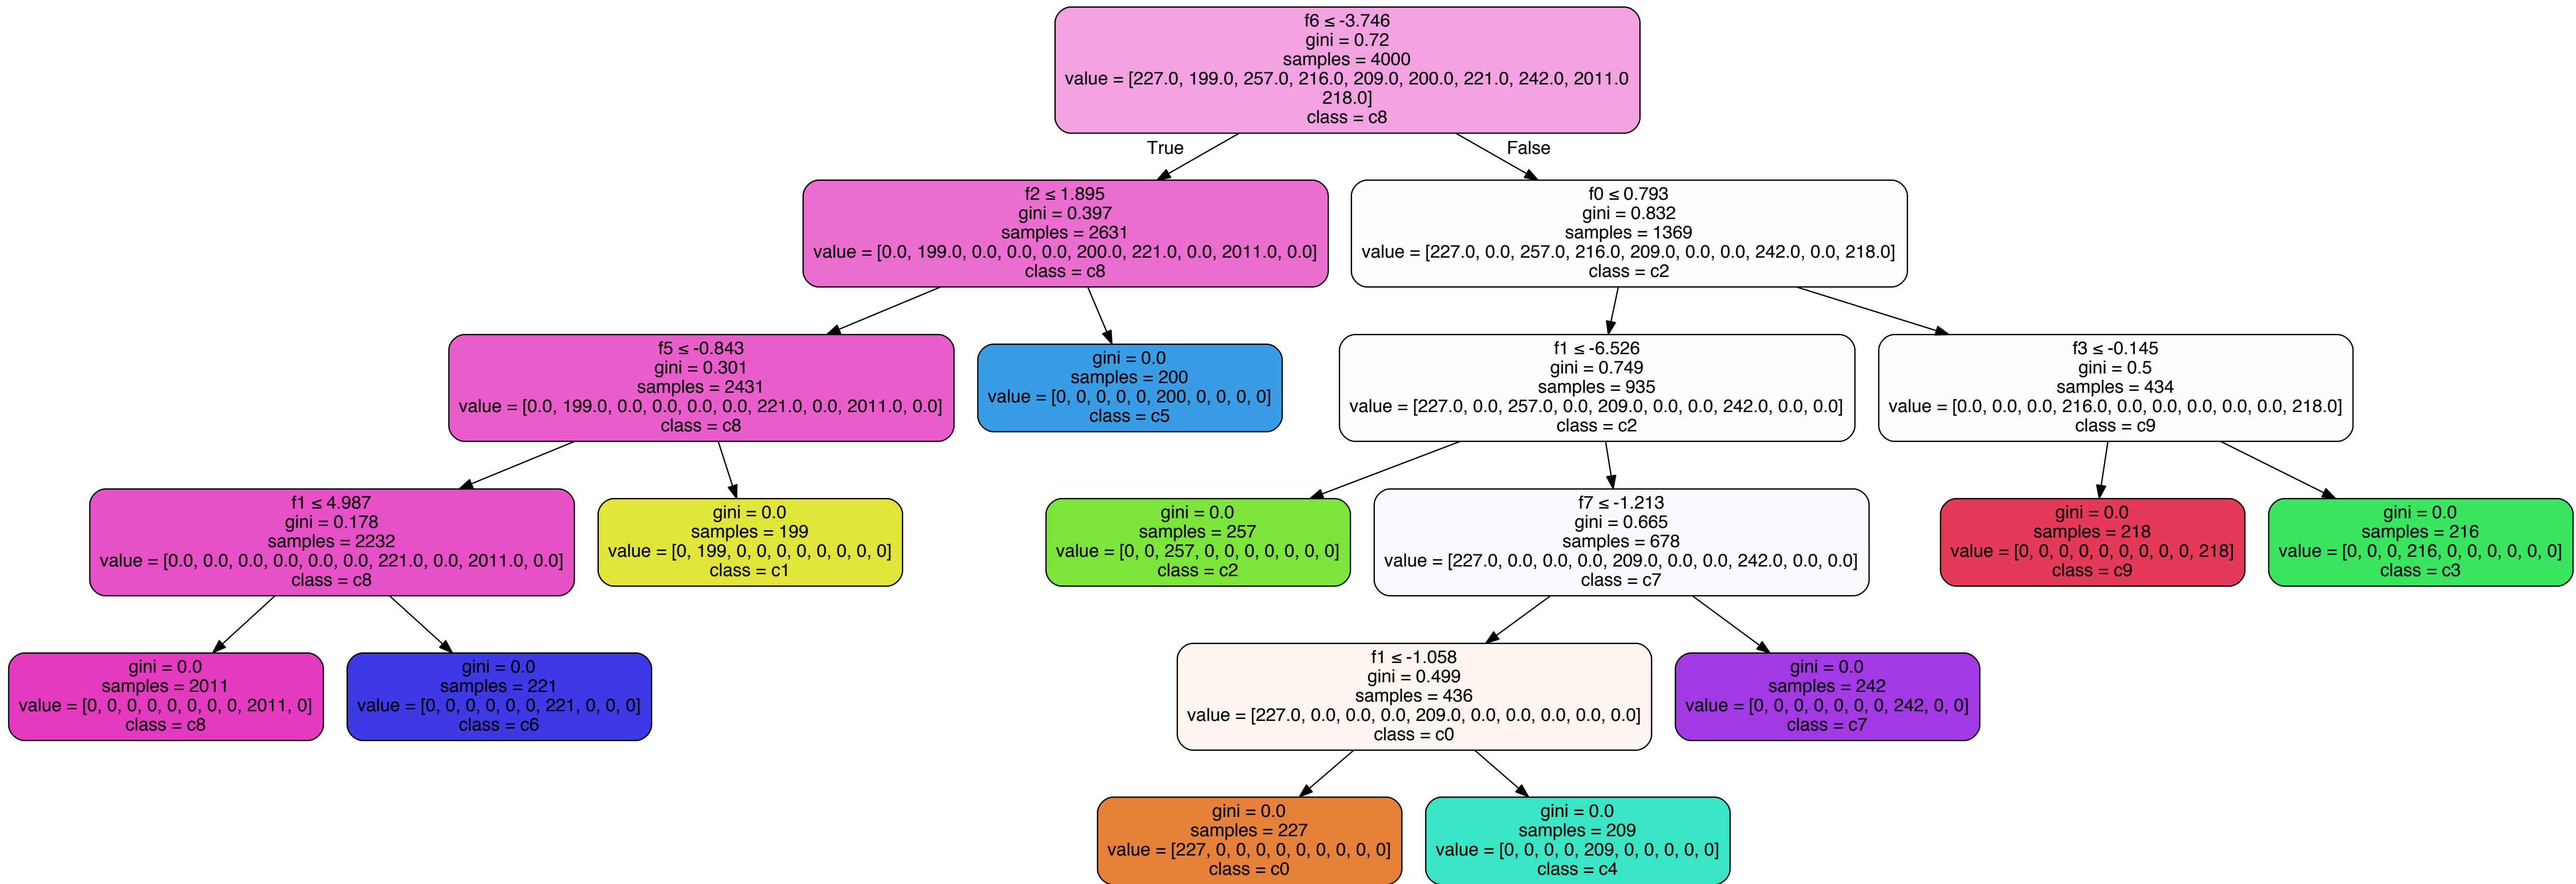 f6 ≤ -3.746
gini = 0.72
samples = 4000
value = [227.0, 199.0, 257.0, 216.0, 209.0, 200.0, 221.0, 242.0, 2011.0
218.0]
class = c8
True
False
f2 ≤ 1.895
gini = 0.397
samples = 2631
value = [0.0, 199.0, 0.0, 0.0, 0.0, 200.0, 221.0, 0.0, 2011.0, 0.0]
class = c8
f0 ≤ 0.793
gini = 0.832
samples = 1369
value = [227.0, 0.0, 257.0, 216.0, 209.0, 0.0, 0.0, 242.0, 0.0, 218.0]
class = c2
f5 ≤ -0.843
gini = 0.301
samples = 2431
value = [0.0, 199.0, 0.0, 0.0, 0.0, 0.0, 221.0, 0.0, 2011.0, 0.0]
class = c8
gini = 0.0
samples = 200
value = [0, 0, 0, 0, 0, 200, 0, 0, 0, 0]
class = c5
f1 ≤ -6.526
gini = 0.749
samples = 935
value = [227.0, 0.0, 257.0, 0.0, 209.0, 0.0, 0.0, 242.0, 0.0, 0.0]
class = c2
f3 ≤ -0.145
gini = 0.5
samples = 434
value = [0.0, 0.0, 0.0, 216.0, 0.0, 0.0, 0.0, 0.0, 0.0, 218.0]
class = c9
f1 ≤ 4.987
gini = 0.178
samples = 2232
value = [0.0, 0.0, 0.0, 0.0, 0.0, 0.0, 221.0, 0.0, 2011.0, 0.0]
class = c8
gini = 0.0
samples = 199
value = [0, 199, 0, 0, 0, 0, 0, 0, 0, 0]
class = c1
gini = 0.0
samples = 257
value = [0, 0, 257, 0, 0, 0, 0, 0, 0, 0]
class = c2
f7 ≤ -1.213
gini = 0.665
samples = 678
value = [227.0, 0.0, 0.0, 0.0, 209.0, 0.0, 0.0, 242.0, 0.0, 0.0]
class = c7
gini = 0.0
samples = 218
value = [0, 0, 0, 0, 0, 0, 0, 0, 0, 218]
class = c9
gini = 0.0
samples = 216
value = [0, 0, 0, 216, 0, 0, 0, 0, 0, 0]
class = c3
gini = 0.0
samples = 2011
value = [0, 0, 0, 0, 0, 0, 0, 0, 2011, 0]
class = c8
gini = 0.0
samples = 221
value = [0, 0, 0, 0, 0, 0, 221, 0, 0, 0]
class = c6
f1 ≤ -1.058
gini = 0.499
samples = 436
value = [227.0, 0.0, 0.0, 0.0, 209.0, 0.0, 0.0, 0.0, 0.0, 0.0]
class = c0
gini = 0.0
samples = 242
value = [0, 0, 0, 0, 0, 0, 0, 242, 0, 0]
class = c7
gini = 0.0
samples = 227
value = [227, 0, 0, 0, 0, 0, 0, 0, 0, 0]
class = c0
gini = 0.0
samples = 209
value = [0, 0, 0, 0, 209, 0, 0, 0, 0, 0]
class = c4